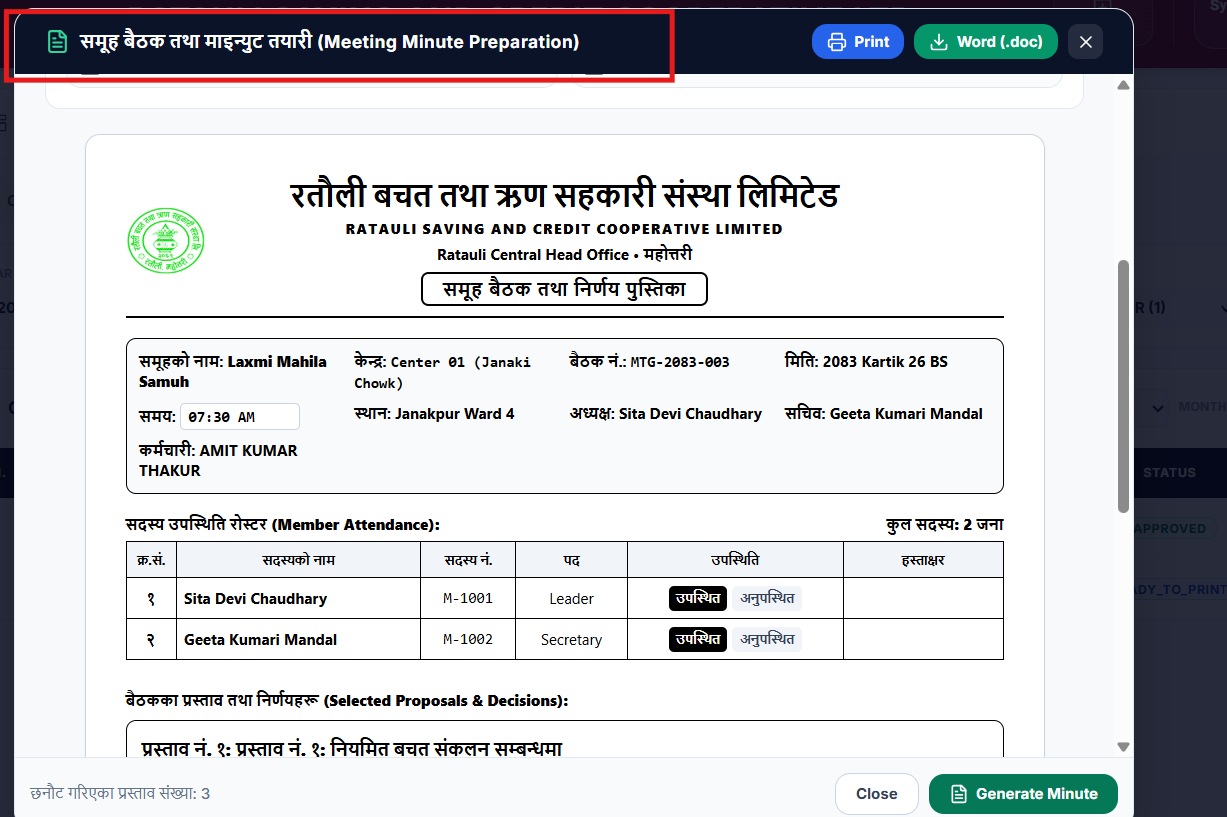 समूह बैठक तथा माइन्युट तयारी (Meeting Minute Preparation)
Print
Word (.doc)
रतौली बचत तथा ऋण सहकारी संस्था लिमिटेड
RATAULI SAVING AND CREDIT COOPERATIVE LIMITED
Ratauli Central Head Office • महोत्तरी
समूह बैठक तथा निर्णय पुस्तिका
समूहको नाम: Laxmi Mahila Samuh
केन्द्र: Center 01 (Janaki Chowk)
बैठक नं.: MTG-2083-003
मिति: 2083 Kartik 26 BS
समय: 07:30 AM
स्थान: Janakpur Ward 4
अध्यक्ष: Sita Devi Chaudhary
सचिव: Geeta Kumari Mandal
कर्मचारी: AMIT KUMAR THAKUR
सदस्य उपस्थिति रोस्टर (Member Attendance):
कुल सदस्य: 2 जना
क्र.सं. सदस्यको नाम सदस्य नं. पद उपस्थिति हस्ताक्षर
१ Sita Devi Chaudhary M-1001 Leader उपस्थित अनुपस्थित
२ Geeta Kumari Mandal M-1002 Secretary उपस्थित अनुपस्थित
बैठकका प्रस्ताव तथा निर्णयहरू (Selected Proposals & Decisions):
प्रस्ताव नं. १: प्रस्ताव नं. १: नियमित बचत संकलन सम्बन्धमा
छनौट गरिएका प्रस्ताव संख्या: 3
Close
Generate Minute
R (1)
MONTH
STATUS
APPROVED
ADY_TO_PRINT